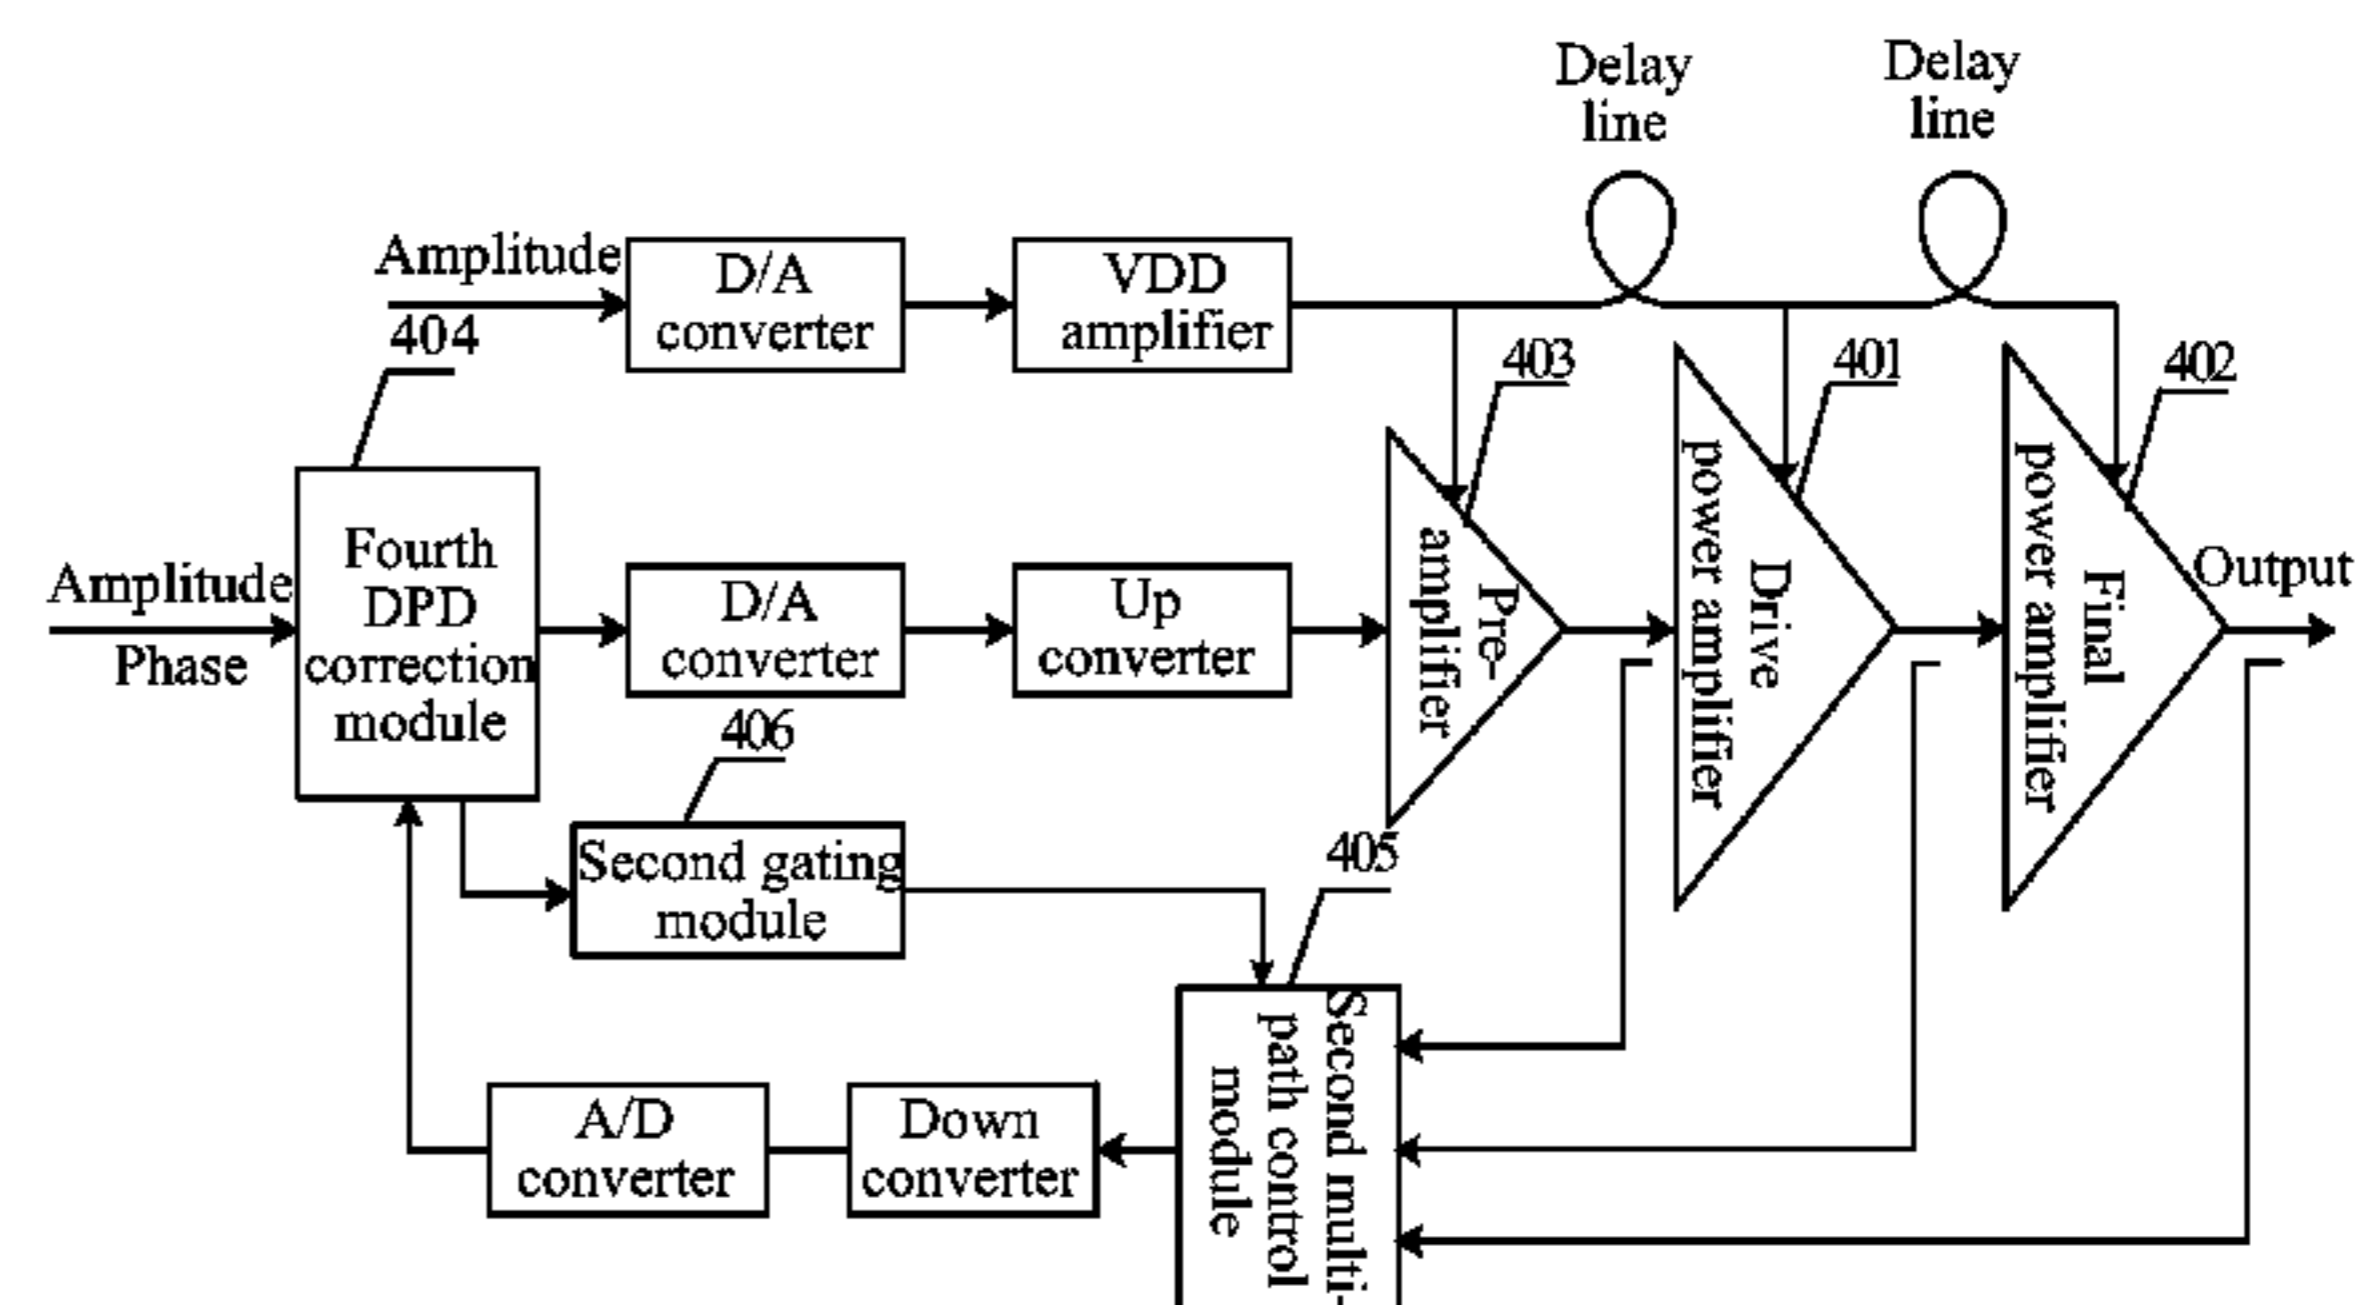 Delay
line
Delay
line
Amplitude
D/A
converter
VDD
amplifier
404
403
401
402
Amplitude
Phase
Fourth
DPD
correction
module
D/A
converter
Up
converter
Pre-
amplifier
Drive
power amplifier
Final
power amplifier
Output
406
Second gating
module
405
Second multi-
path control
module
Down
converter
A/D
converter